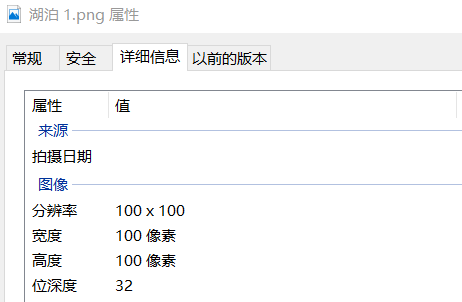 湖泊 1.png 属性
常规 安全 详细信息 以前的版本
属性 值
来源
拍摄日期
图像
分辨率 100 x 100
宽度 100 像素
高度 100 像素
位深度 32